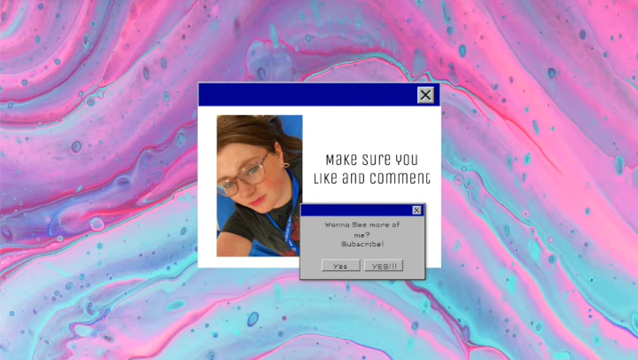 Make sure you
like and comment
Wanna See more of
me?
Subscribe!
Yes
YES!!!